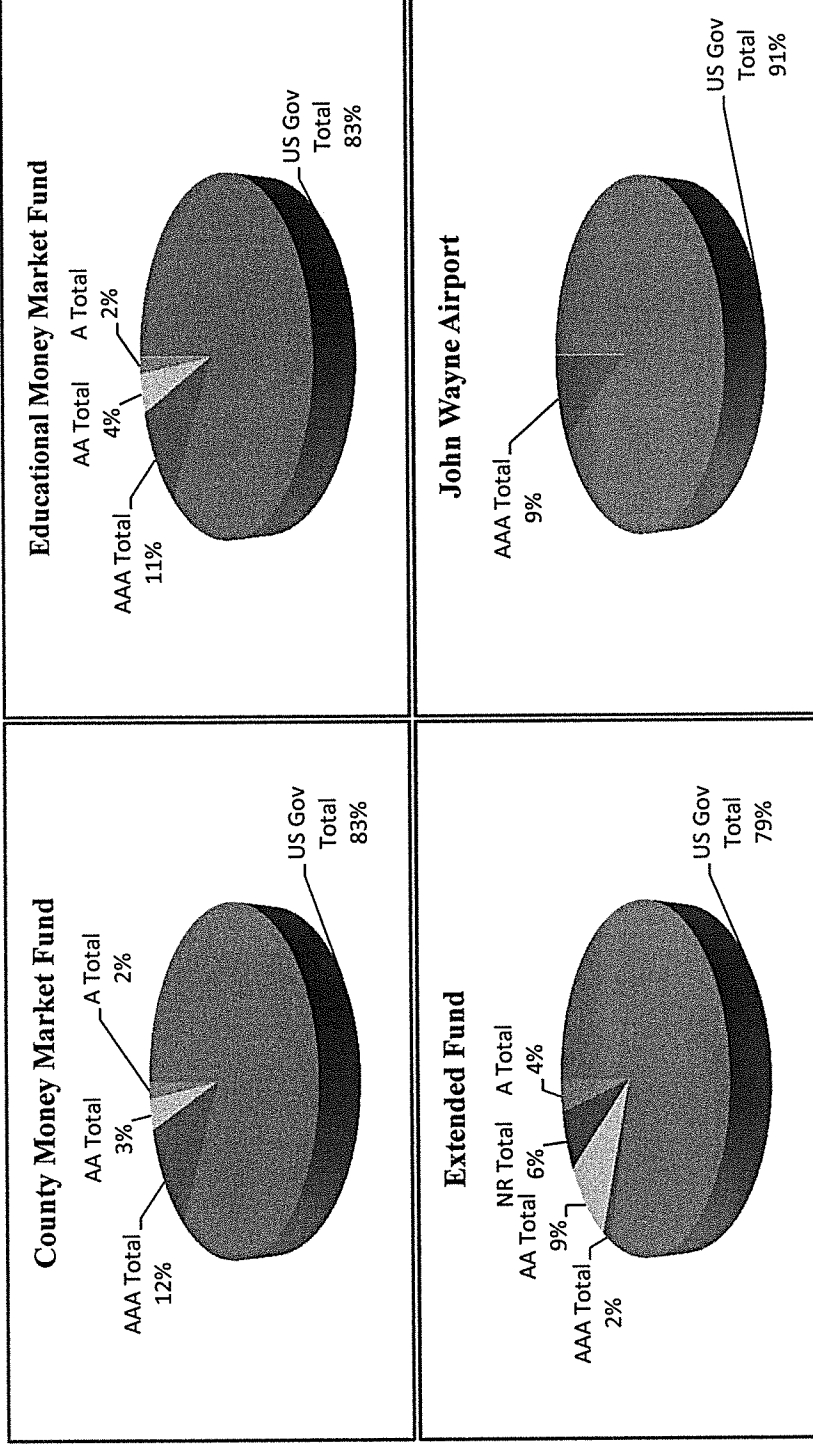 County Money Market Fund
A Total
2%
AA Total
3%
AAA Total
12%
US Gov
Total
83%
Educational Money Market Fund
A Total
2%
AA Total
4%
AAA Total
11%
US Gov
Total
83%
Extended Fund
A Total
4%
NR Total
6%
AA Total
9%
AAA Total
2%
US Gov
Total
79%
John Wayne Airport
AAA Total
9%
US Gov
Total
91%